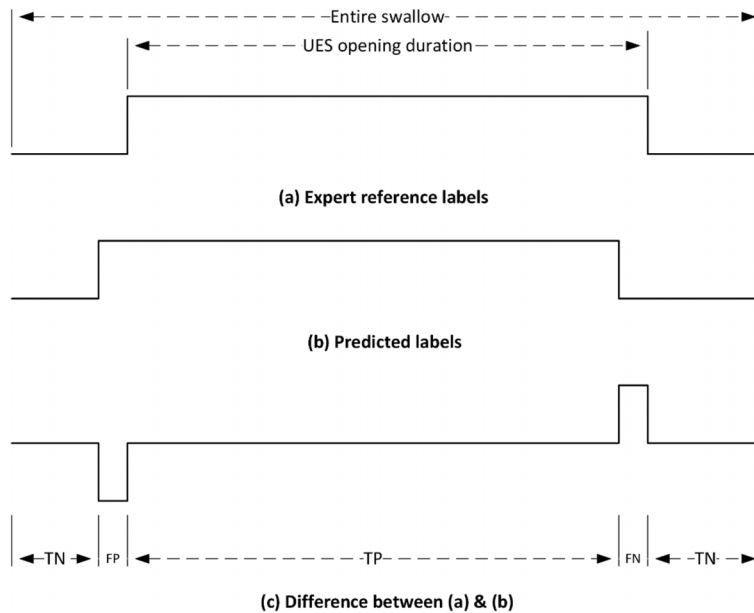 Entire swallow
UES opening duration
(a) Expert reference labels
(b) Predicted labels
TN FP TP FN TN
(c) Difference between (a) & (b)